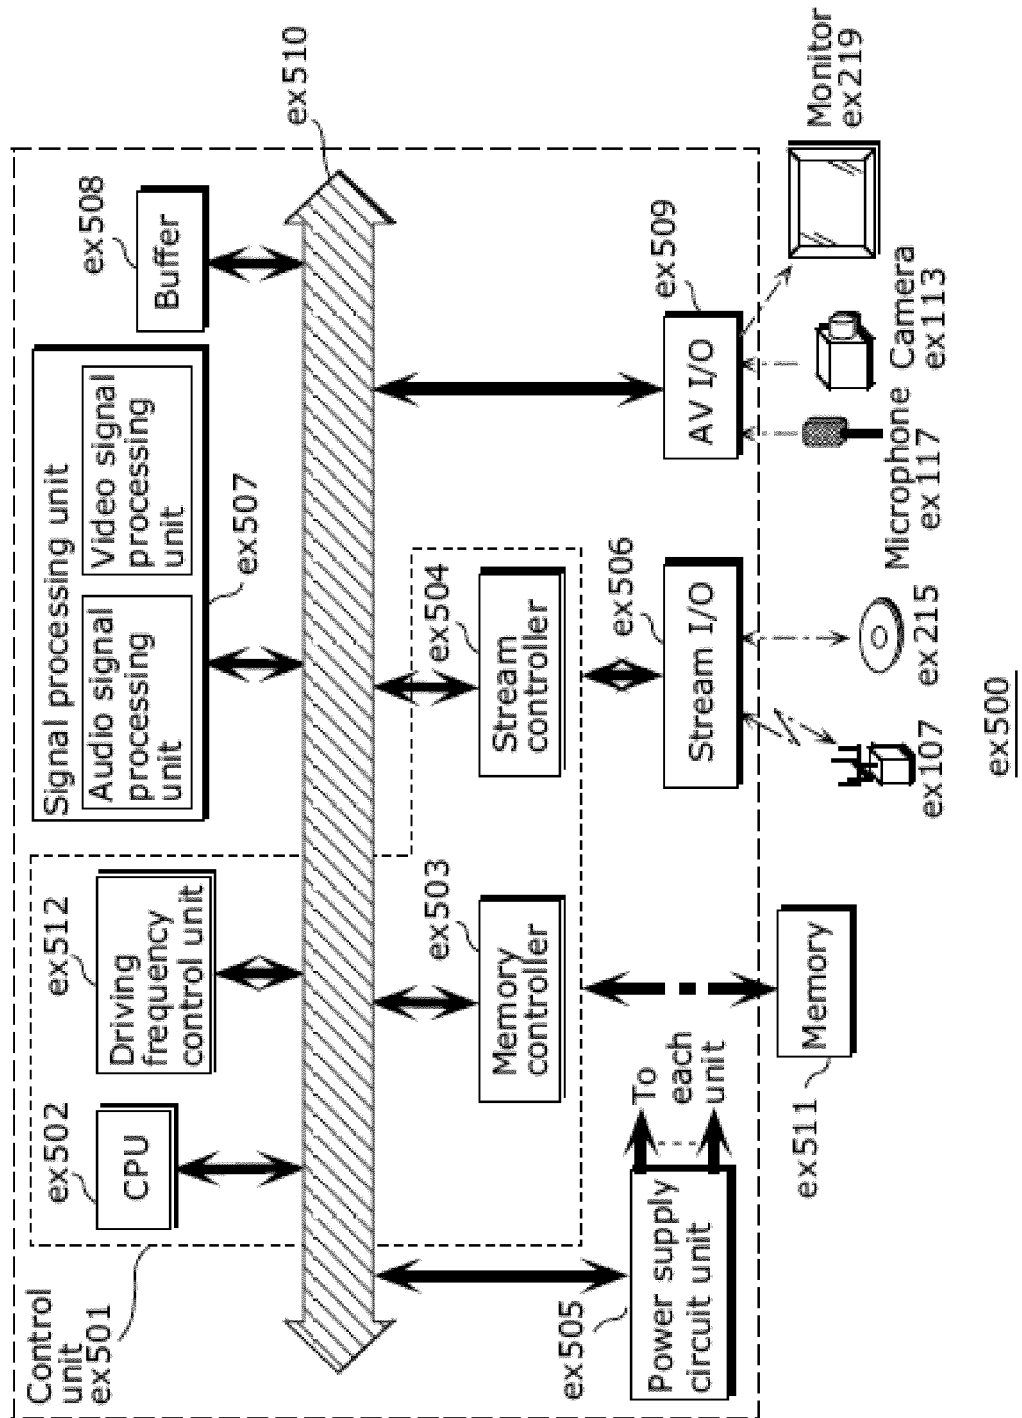 Control
unit
ex501
ex502
CPU
ex512
Driving
frequency
control unit
Signal processing unit
Audio signal
processing
unit
Video signal
processing
unit
ex507
ex508
Buffer
ex510
ex503
Memory
controller
ex504
Stream
controller
ex505
Power supply
circuit unit
To
each
unit
ex506
Stream I/O
ex509
AV I/O
ex511
Memory
ex107
ex215
Microphone
ex117
Camera
ex113
Monitor
ex219
ex500